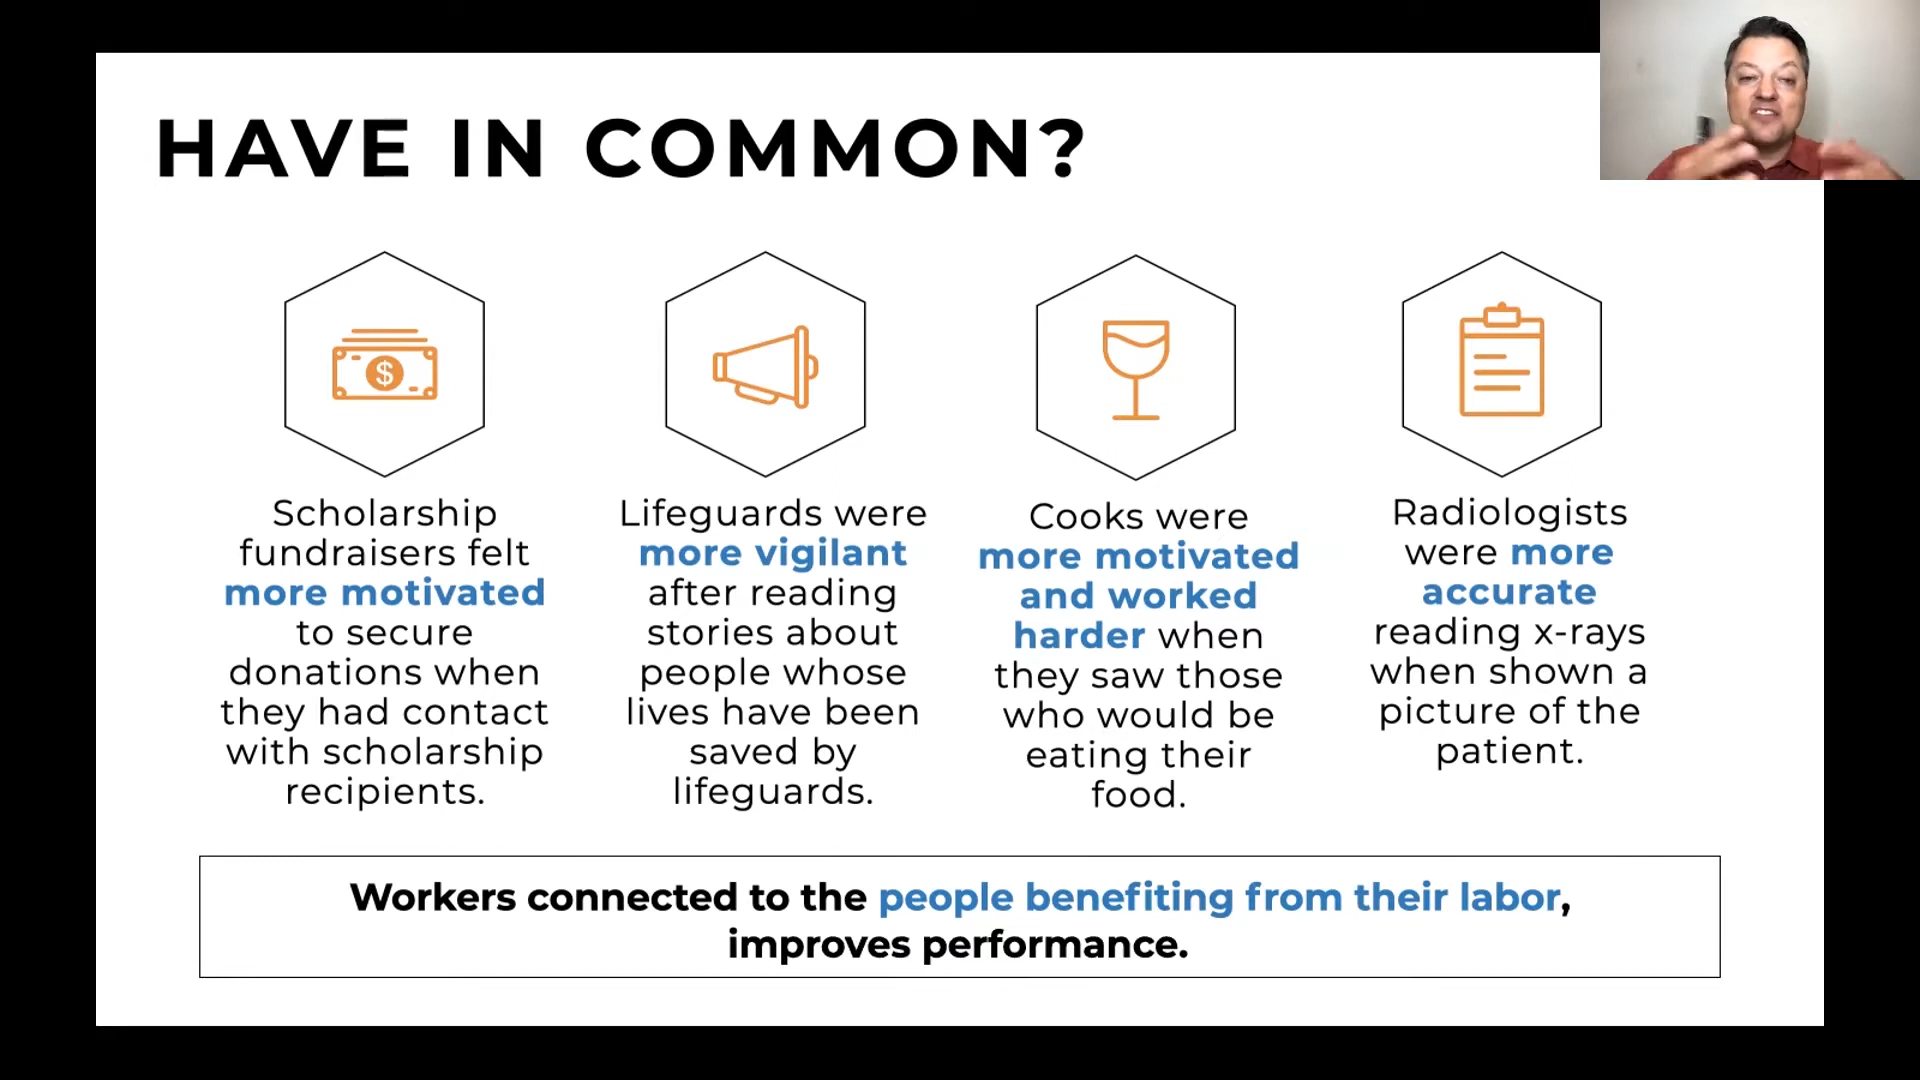 HAVE IN COMMON?
$
Scholarship
fundraisers felt
more motivated
to secure
donations when
they had contact
with scholarship
recipients.
Lifeguards were
more vigilant
after reading
stories about
people whose
lives have been
saved by
lifeguards.
Cooks were
more motivated
and worked
harder when
they saw those
who would be
eating their
food.
Radiologists
were more
accurate
reading x-rays
when shown a
picture of the
patient.
Workers connected to the people benefiting from their labor,
improves performance.